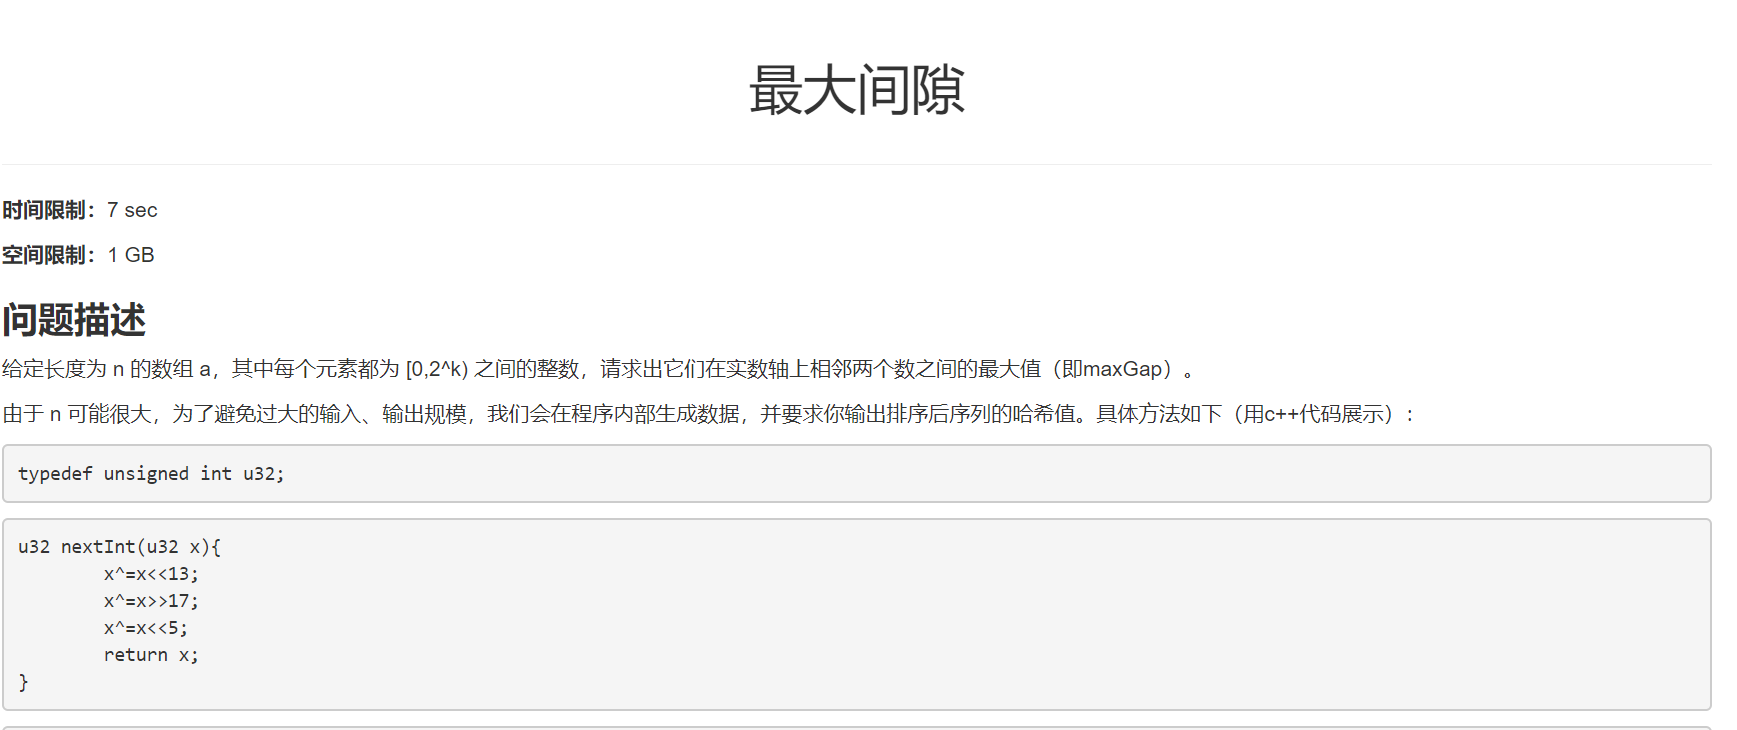 最大间隙
时间限制：7 sec
空间限制：1 GB
问题描述
给定长度为 n 的数组 a，其中每个元素都为 [0,2^k) 之间的整数，请求出它们在实数轴上相邻两个数之间的最大值（即maxGap）。
由于 n 可能很大，为了避免过大的输入、输出规模，我们会在程序内部生成数据，并要求你输出排序后序列的哈希值。具体方法如下（用c++代码展示）：
typedef unsigned int u32;
u32 nextInt(u32 x){
x^=x<<13;
x^=x>>17;
x^=x<<5;
return x;
}